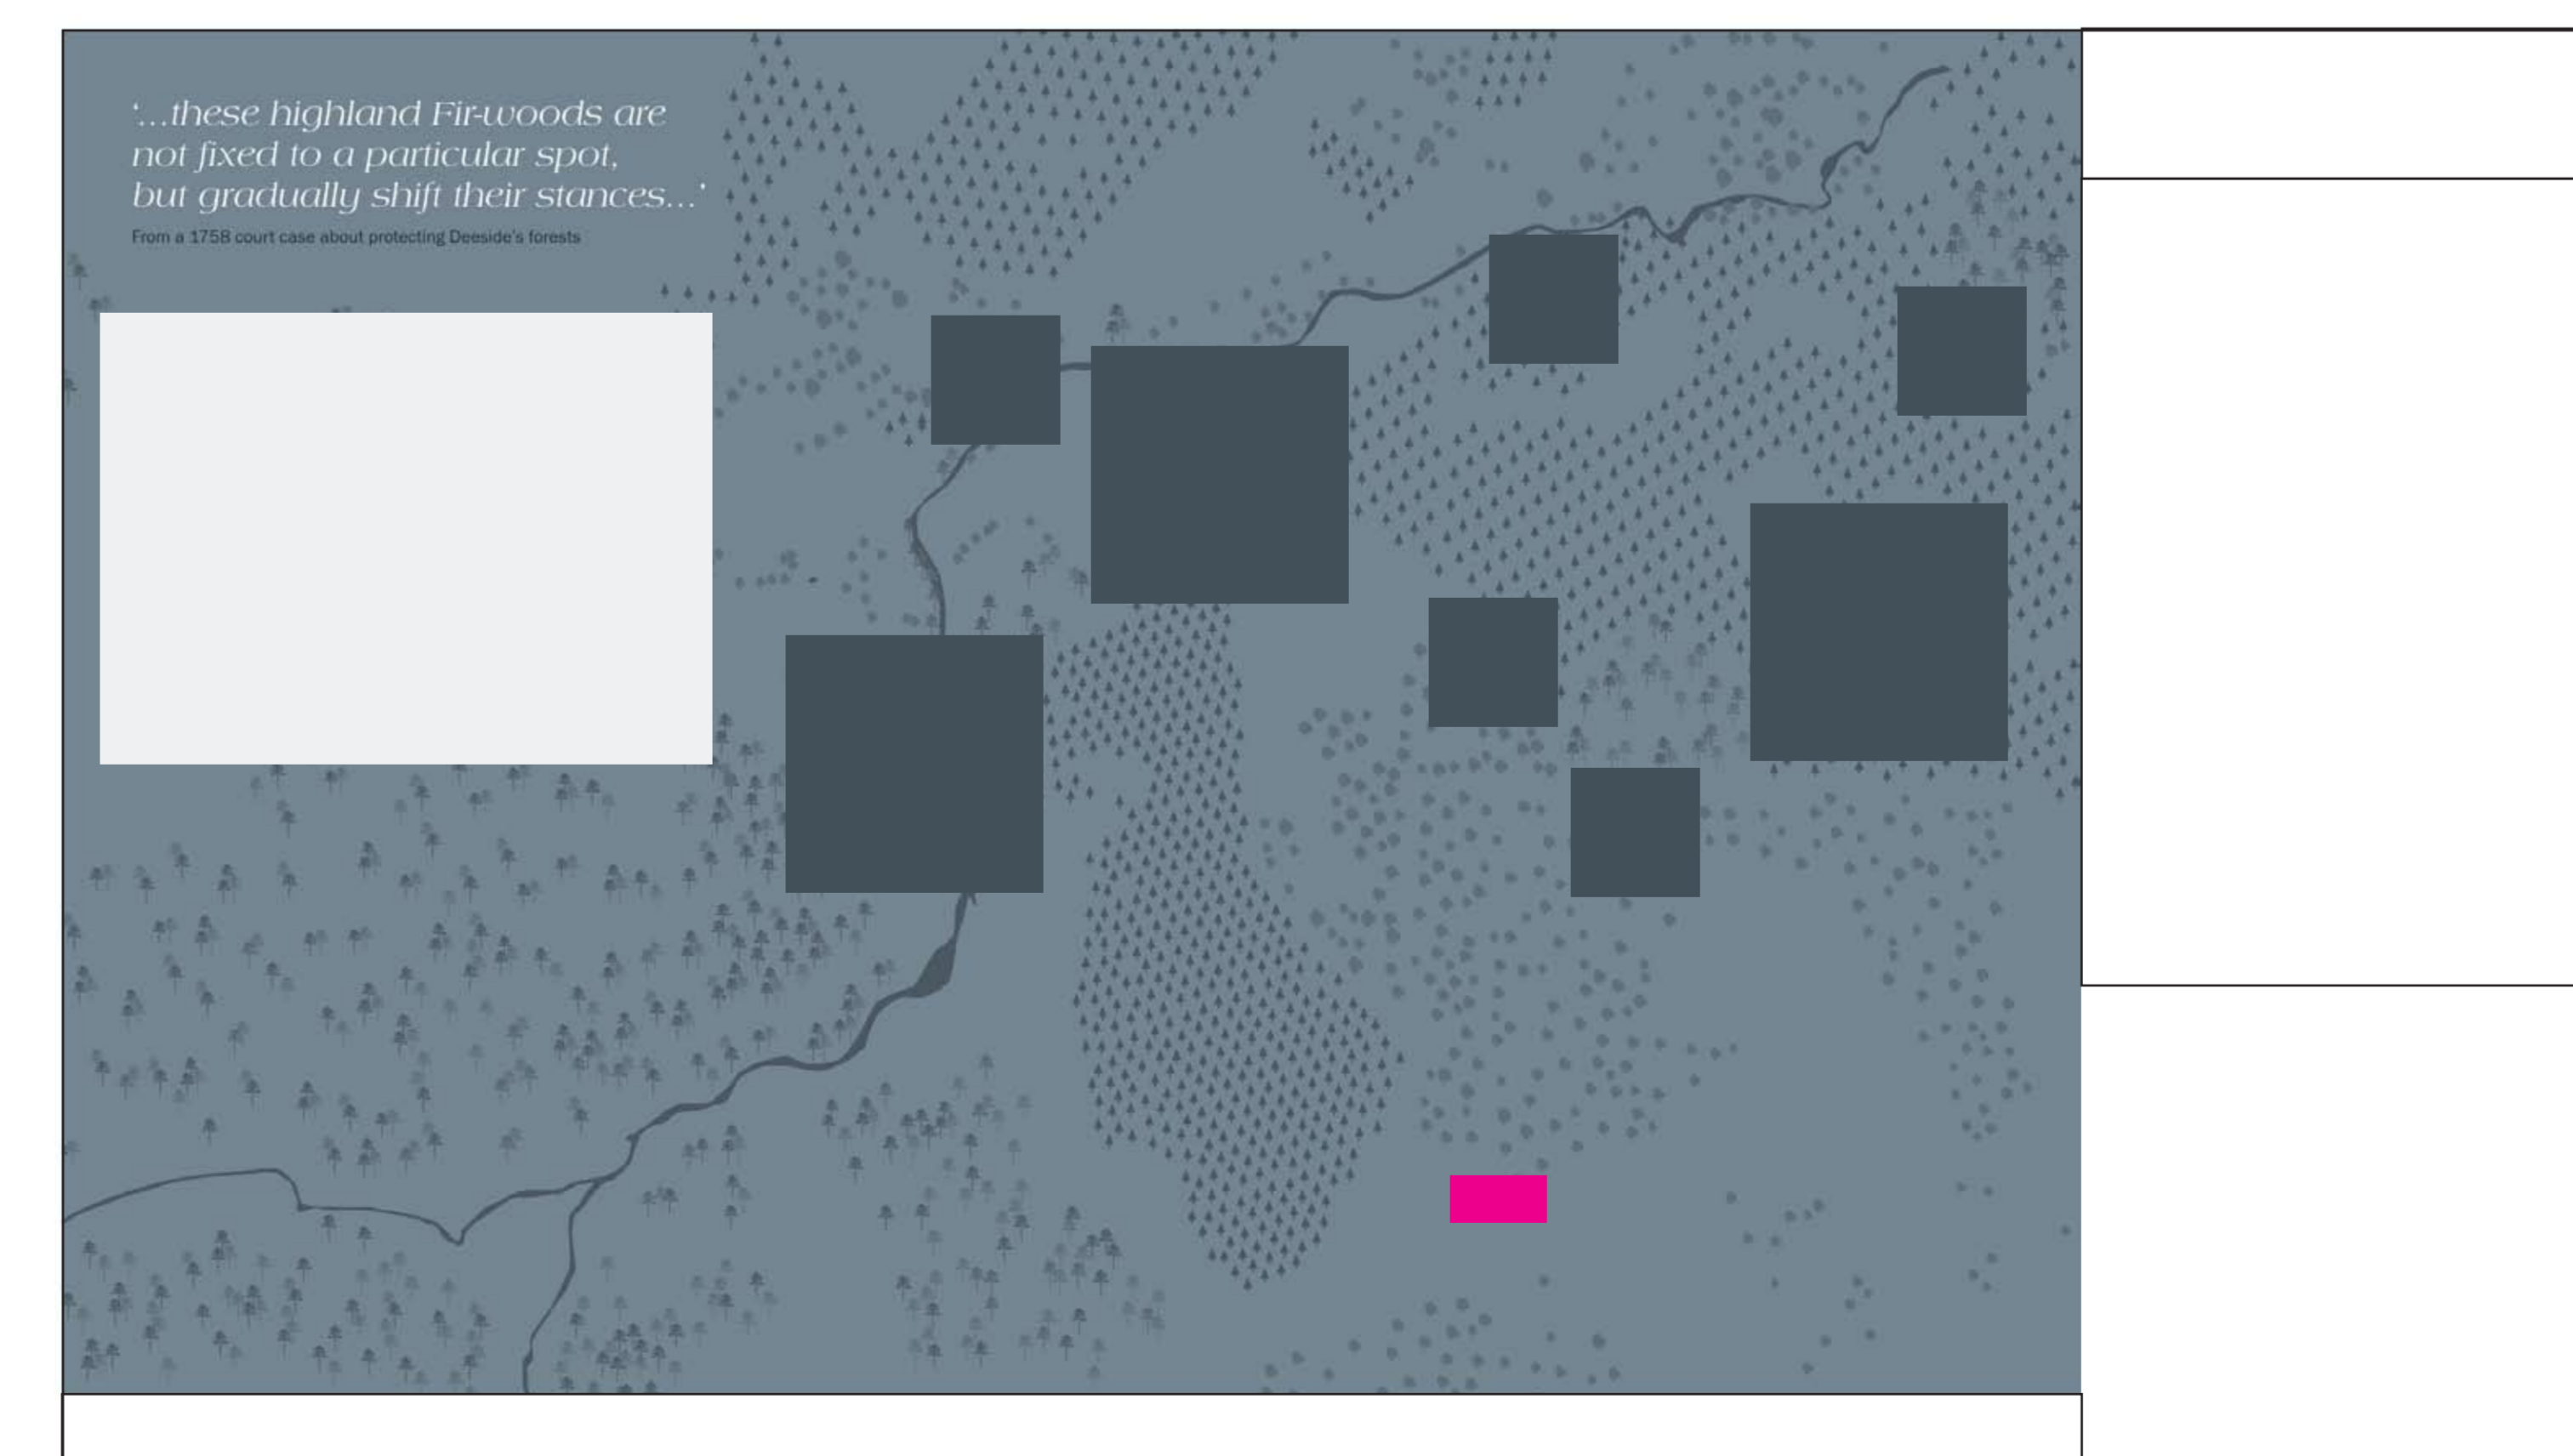 ‘...these highland Fir-woods are
not fixed to a particular spot,
but gradually shift their stances...’
From a 1758 court case about protecting Deeside's forests